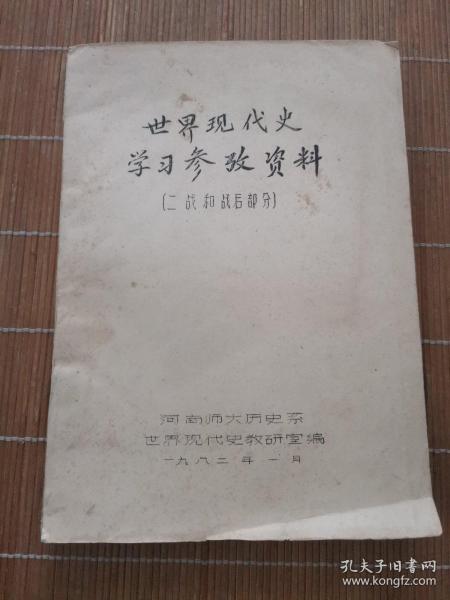 世界现代史
学习参孜资料
(二战和战后部分)
河南师大历史系
世界现代史教研室编
一九八二年一月
孔夫子旧书网
www.kongfz.com